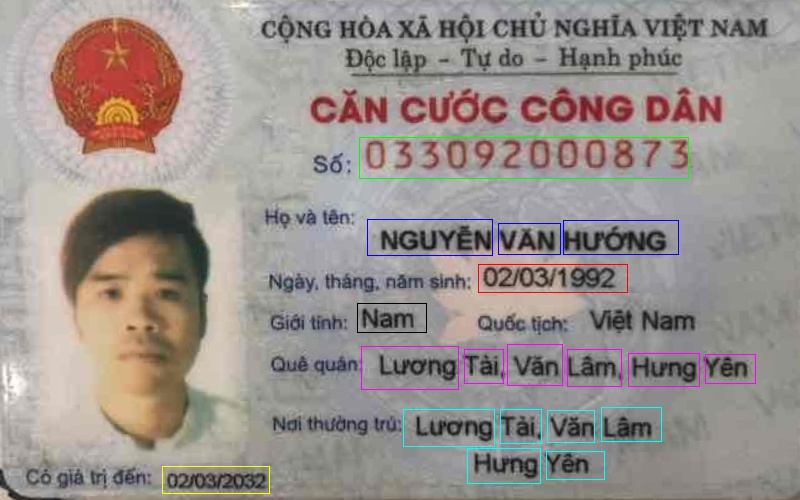 CỘNG HÒA XÃ HỘI CHỦ NGHĨA VIỆT NAM
Độc lập - Tự do - Hạnh phúc
CĂN CƯỚC CÔNG DÂN
Số: 033092000873
Họ và tên: NGUYỄN VĂN HƯỚNG
Ngày, tháng, năm sinh: 02/03/1992
Giới tính: Nam Quốc tịch: Việt Nam
Quê quán: Lương Tài, Văn Lâm, Hưng Yên
Nơi thường trú: Lương Tài, Văn Lâm
Hưng Yên
Có giá trị đến: 02/03/2032